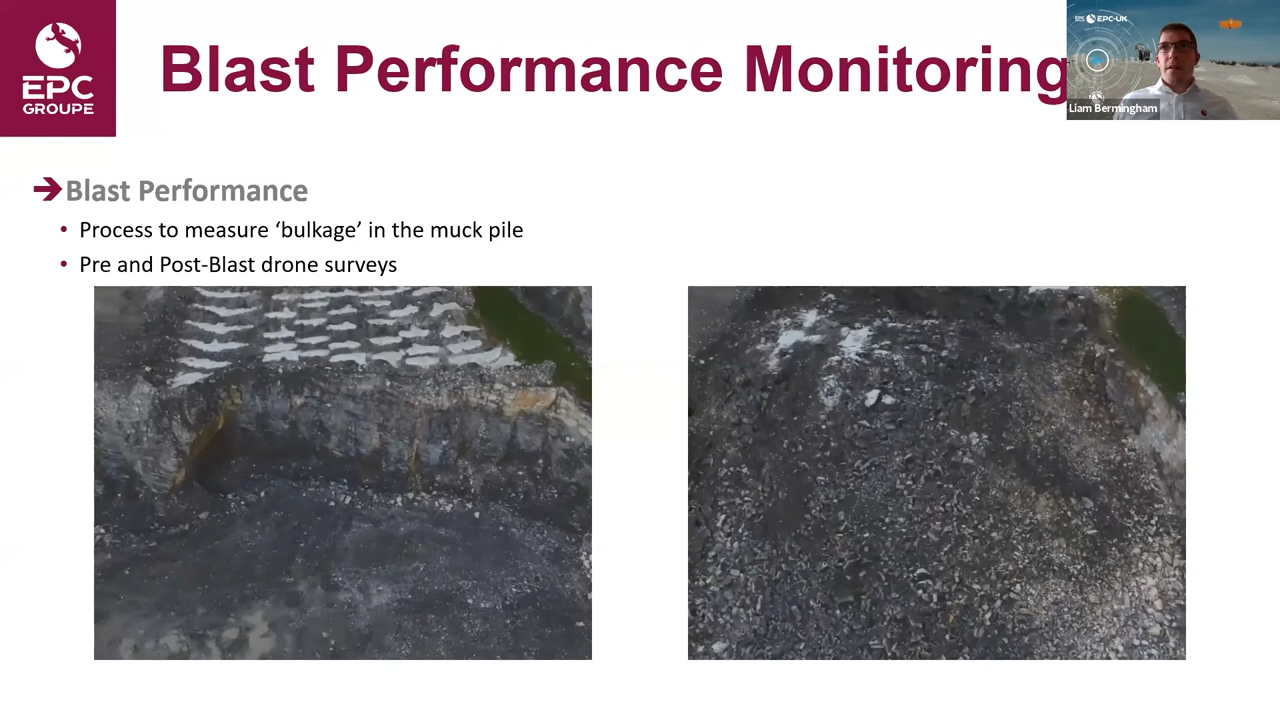 EPC
GROUPE
Blast Performance Monitoring
EPC-UK
Liam Bermingham
Blast Performance
• Process to measure ‘bulkage’ in the muck pile
• Pre and Post-Blast drone surveys